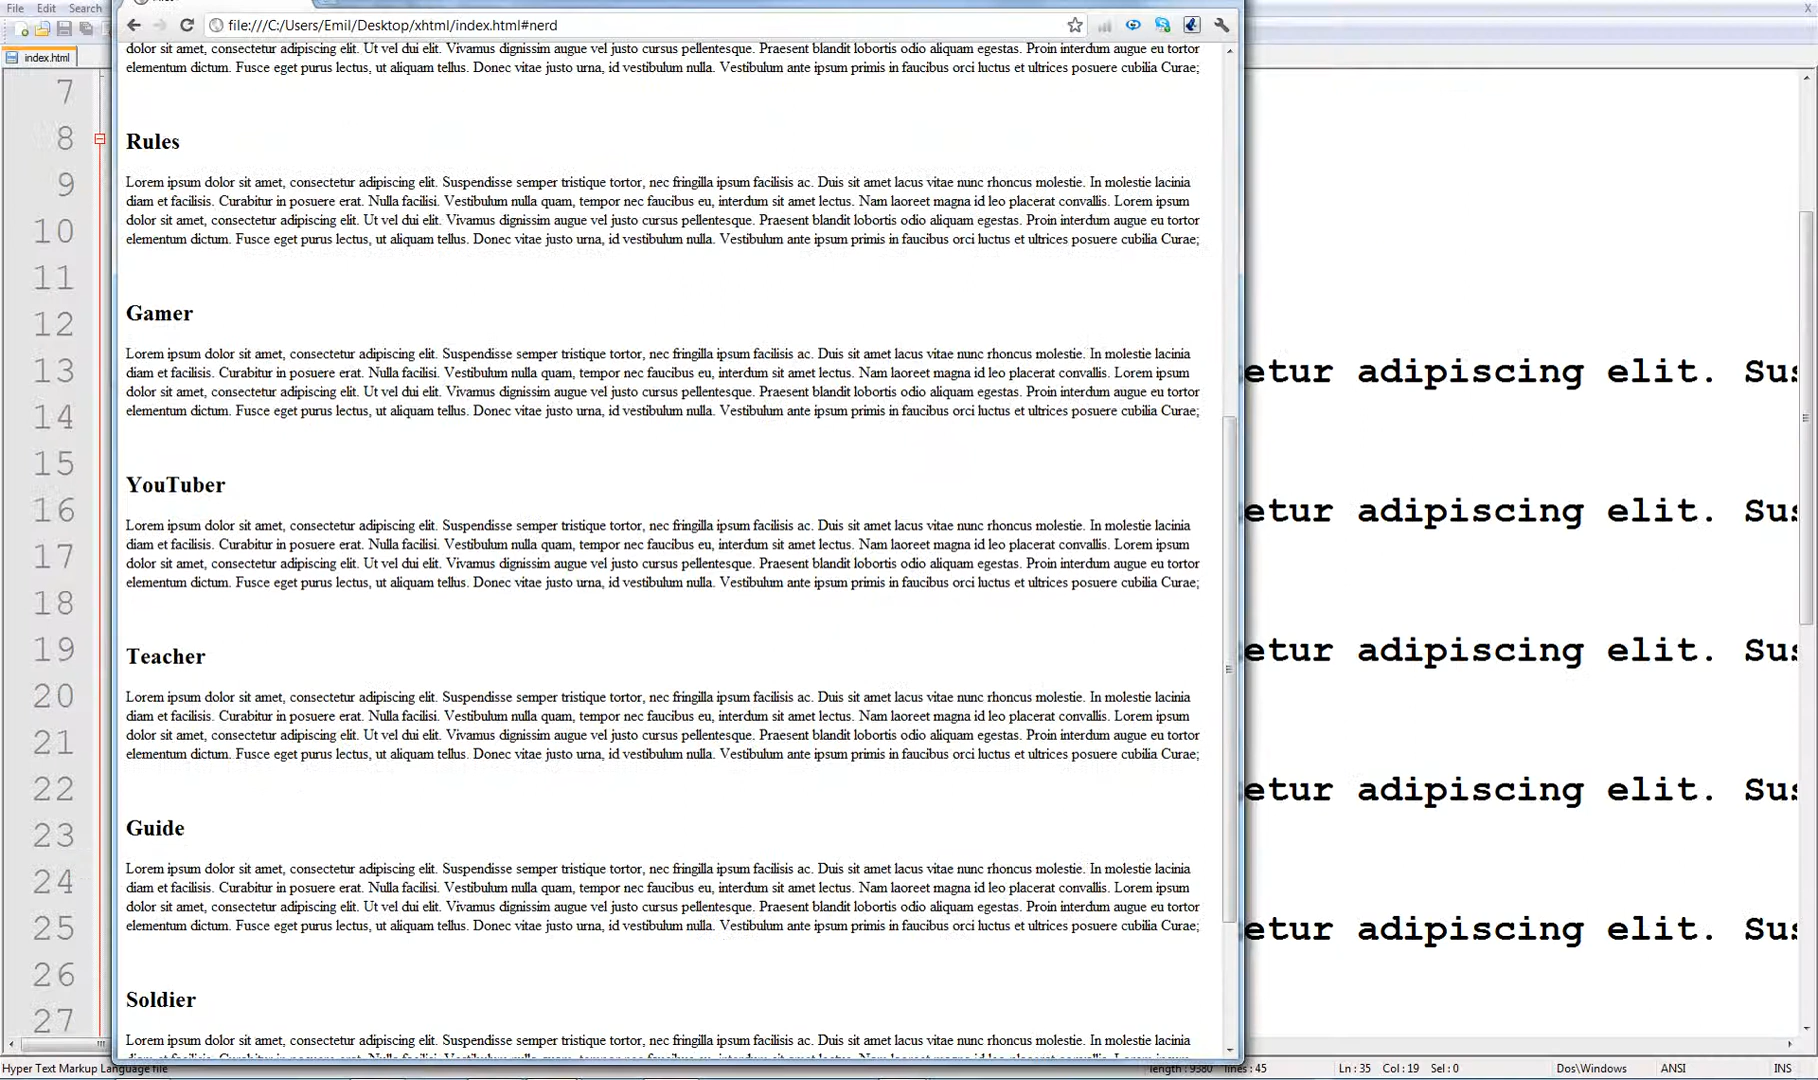 File Edit Search
file:///C:/Users/Emil/Desktop/xhtml/index.html#nerd
index.html
dolor sit amet, consectetur adipiscing elit. Ut vel dui elit. Vivamus dignissim augue vel justo cursus pellentesque. Praesent blandit lobortis odio aliquam egestas. Proin interdum augue eu tortor
elementum dictum. Fusce eget purus lectus, ut aliquam tellus. Donec vitae justo urna, id vestibulum nulla. Vestibulum ante ipsum primis in faucibus orci luctus et ultrices posuere cubilia Curae;
7
Rules
8
Lorem ipsum dolor sit amet, consectetur adipiscing elit. Suspendisse semper tristique tortor, nec fringilla ipsum facilisis ac. Duis sit amet lacus vitae nunc rhoncus molestie. In molestie lacinia
9
diam et facilisis. Curabitur in posuere erat. Nulla facilisi. Vestibulum nulla quam, tempor nec faucibus eu, interdum sit amet lectus. Nam laoreet magna id leo placerat convallis. Lorem ipsum
dolor sit amet, consectetur adipiscing elit. Ut vel dui elit. Vivamus dignissim augue vel justo cursus pellentesque. Praesent blandit lobortis odio aliquam egestas. Proin interdum augue eu tortor
10
elementum dictum. Fusce eget purus lectus, ut aliquam tellus. Donec vitae justo urna, id vestibulum nulla. Vestibulum ante ipsum primis in faucibus orci luctus et ultrices posuere cubilia Curae;
11
Gamer
12
Lorem ipsum dolor sit amet, consectetur adipiscing elit. Suspendisse semper tristique tortor, nec fringilla ipsum facilisis ac. Duis sit amet lacus vitae nunc rhoncus molestie. In molestie lacinia
13 etur adipiscing elit. Sus
diam et facilisis. Curabitur in posuere erat. Nulla facilisi. Vestibulum nulla quam, tempor nec faucibus eu, interdum sit amet lectus. Nam laoreet magna id leo placerat convallis. Lorem ipsum
dolor sit amet, consectetur adipiscing elit. Ut vel dui elit. Vivamus dignissim augue vel justo cursus pellentesque. Praesent blandit lobortis odio aliquam egestas. Proin interdum augue eu tortor
elementum dictum. Fusce eget purus lectus, ut aliquam tellus. Donec vitae justo urna, id vestibulum nulla. Vestibulum ante ipsum primis in faucibus orci luctus et ultrices posuere cubilia Curae;
14
15
YouTuber
16 etur adipiscing elit. Sus
Lorem ipsum dolor sit amet, consectetur adipiscing elit. Suspendisse semper tristique tortor, nec fringilla ipsum facilisis ac. Duis sit amet lacus vitae nunc rhoncus molestie. In molestie lacinia
diam et facilisis. Curabitur in posuere erat. Nulla facilisi. Vestibulum nulla quam, tempor nec faucibus eu, interdum sit amet lectus. Nam laoreet magna id leo placerat convallis. Lorem ipsum
17
dolor sit amet, consectetur adipiscing elit. Ut vel dui elit. Vivamus dignissim augue vel justo cursus pellentesque. Praesent blandit lobortis odio aliquam egestas. Proin interdum augue eu tortor
elementum dictum. Fusce eget purus lectus, ut aliquam tellus. Donec vitae justo urna, id vestibulum nulla. Vestibulum ante ipsum primis in faucibus orci luctus et ultrices posuere cubilia Curae;
18
19 etur adipiscing elit. Sus
Teacher
20
Lorem ipsum dolor sit amet, consectetur adipiscing elit. Suspendisse semper tristique tortor, nec fringilla ipsum facilisis ac. Duis sit amet lacus vitae nunc rhoncus molestie. In molestie lacinia
diam et facilisis. Curabitur in posuere erat. Nulla facilisi. Vestibulum nulla quam, tempor nec faucibus eu, interdum sit amet lectus. Nam laoreet magna id leo placerat convallis. Lorem ipsum
dolor sit amet, consectetur adipiscing elit. Ut vel dui elit. Vivamus dignissim augue vel justo cursus pellentesque. Praesent blandit lobortis odio aliquam egestas. Proin interdum augue eu tortor
21
elementum dictum. Fusce eget purus lectus, ut aliquam tellus. Donec vitae justo urna, id vestibulum nulla. Vestibulum ante ipsum primis in faucibus orci luctus et ultrices posuere cubilia Curae;
22 etur adipiscing elit. Sus
Guide
23
Lorem ipsum dolor sit amet, consectetur adipiscing elit. Suspendisse semper tristique tortor, nec fringilla ipsum facilisis ac. Duis sit amet lacus vitae nunc rhoncus molestie. In molestie lacinia
24
diam et facilisis. Curabitur in posuere erat. Nulla facilisi. Vestibulum nulla quam, tempor nec faucibus eu, interdum sit amet lectus. Nam laoreet magna id leo placerat convallis. Lorem ipsum
dolor sit amet, consectetur adipiscing elit. Ut vel dui elit. Vivamus dignissim augue vel justo cursus pellentesque. Praesent blandit lobortis odio aliquam egestas. Proin interdum augue eu tortor
elementum dictum. Fusce eget purus lectus, ut aliquam tellus. Donec vitae justo urna, id vestibulum nulla. Vestibulum ante ipsum primis in faucibus orci luctus et ultrices posuere cubilia Curae;
25 etur adipiscing elit. Sus
26
Soldier
27
Lorem ipsum dolor sit amet, consectetur adipiscing elit. Suspendisse semper tristique tortor, nec fringilla ipsum facilisis ac. Duis sit amet lacus vitae nunc rhoncus molestie. In molestie lacinia
Hyper Text Markup Language file length : 9380 lines : 45 Ln : 35 Col : 19 Sel : 0 Dos\Windows ANSI INS